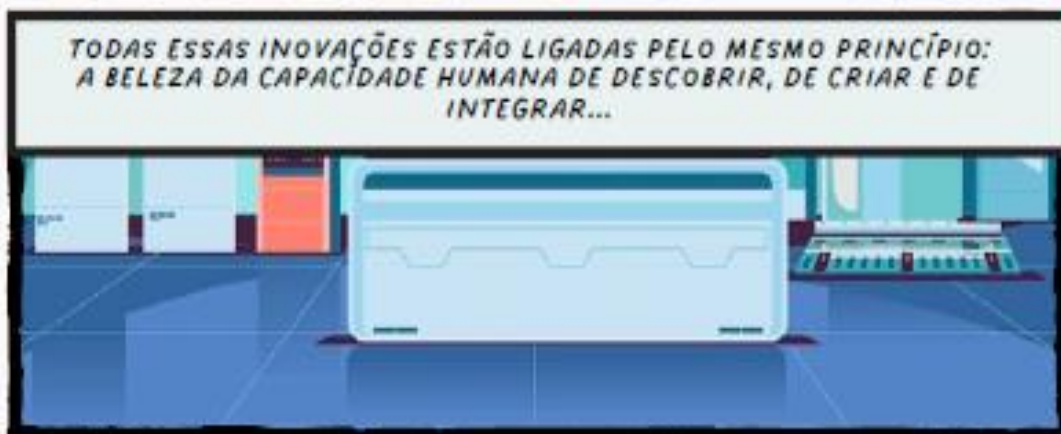 TODAS ESSAS INOVAÇÕES ESTÃO LIGADAS PELO MESMO PRINCÍPIO:
A BELEZA DA CAPACIDADE HUMANA DE DESCOBRIR, DE CRIAR E DE
INTEGRAR...